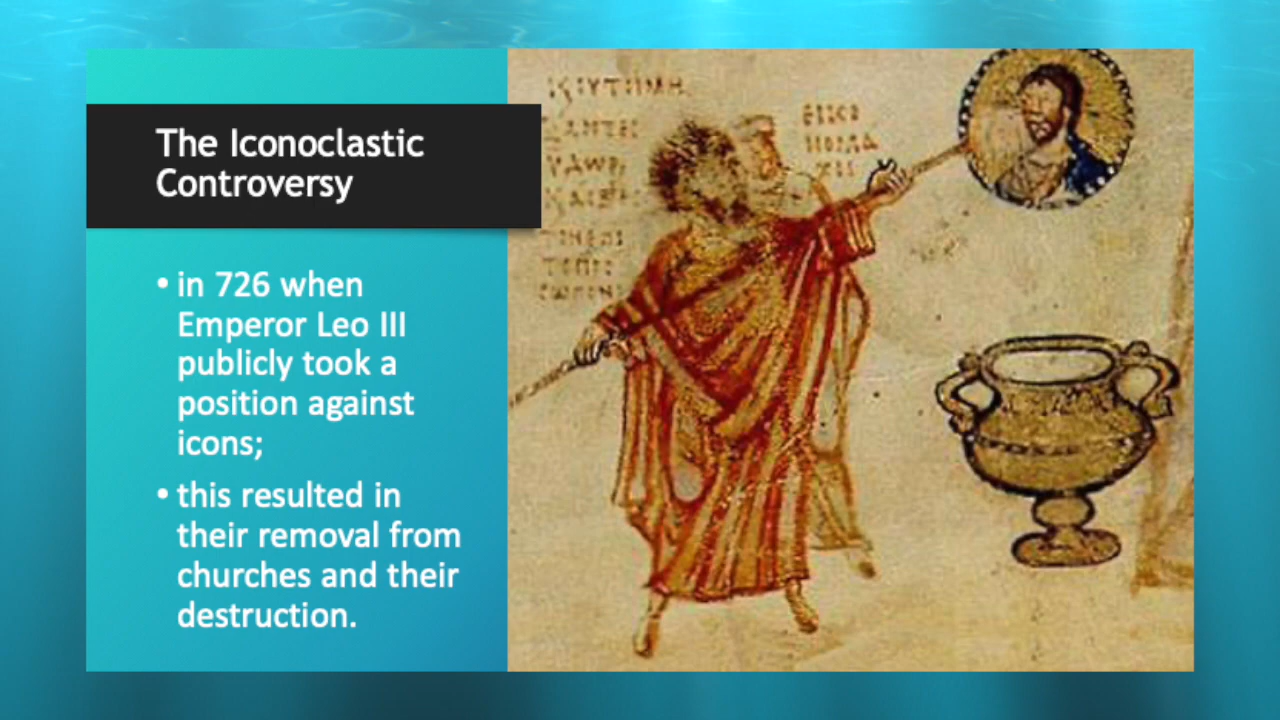 The Iconoclastic
Controversy
• in 726 when
Emperor Leo III
publicly took a
position against
icons;
• this resulted in
their removal from
churches and their
destruction.